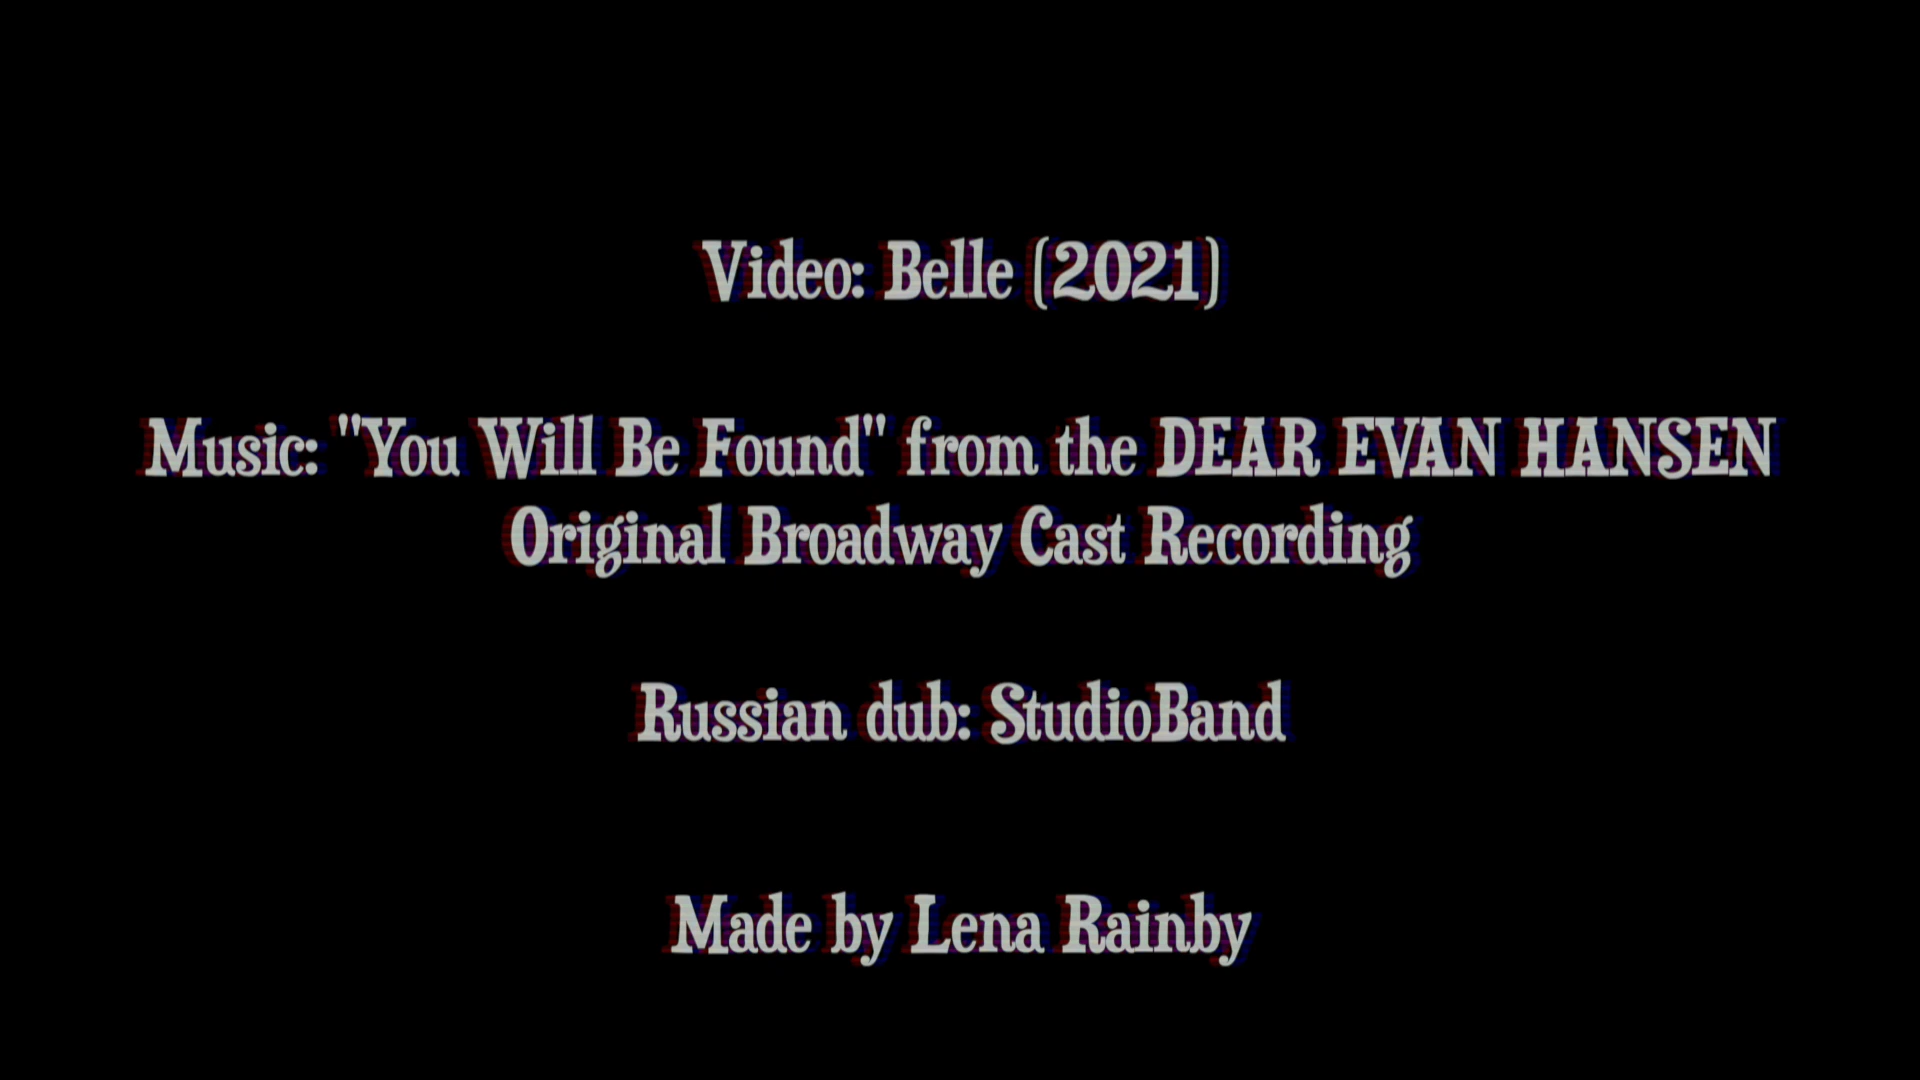 Video: Belle (2021)
Music: "You Will Be Found" from the DEAR EVAN HANSEN
Original Broadway Cast Recording
Russian dub: StudioBand
Made by Lena Rainby